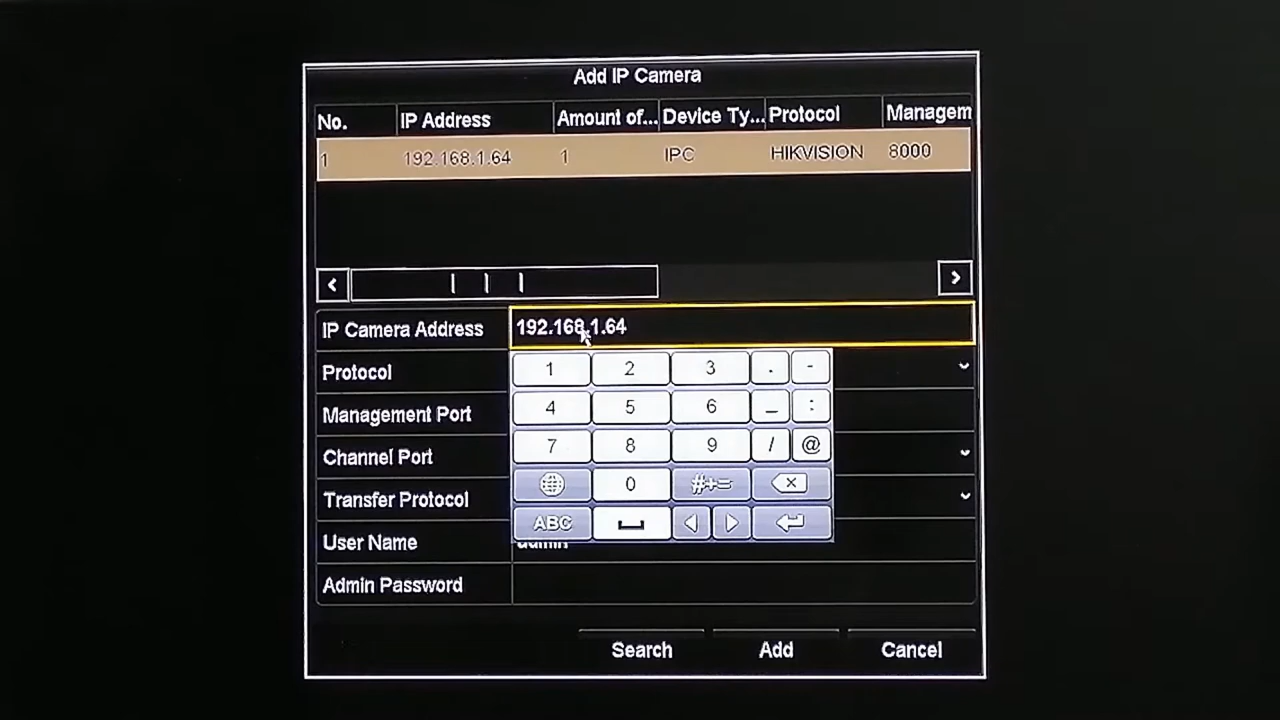 Add IP Camera
No. IP Address Amount of... Device Ty... Protocol Managem
1 192.168.1.64 1 IPC HIKVISION 8000
IP Camera Address 192.168.1.64
Protocol
Management Port
Channel Port
Transfer Protocol
User Name admin
Admin Password
1 2 3 . -
4 5 6 _ :
7 8 9 / @
0 #+=
ABC
Search Add Cancel